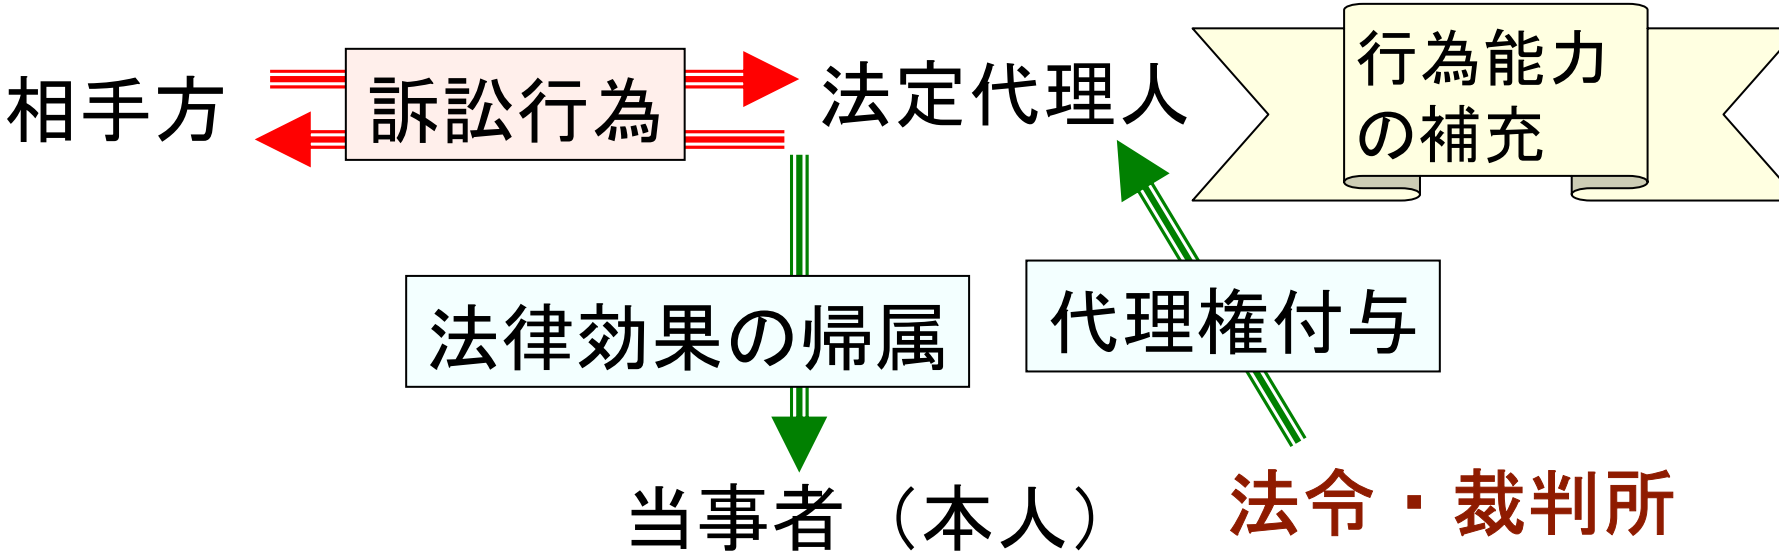 相手方
訴訟行為
法定代理人
行為能力
の補充
法律効果の帰属
代理権付与
当事者（本人）
法令・裁判所